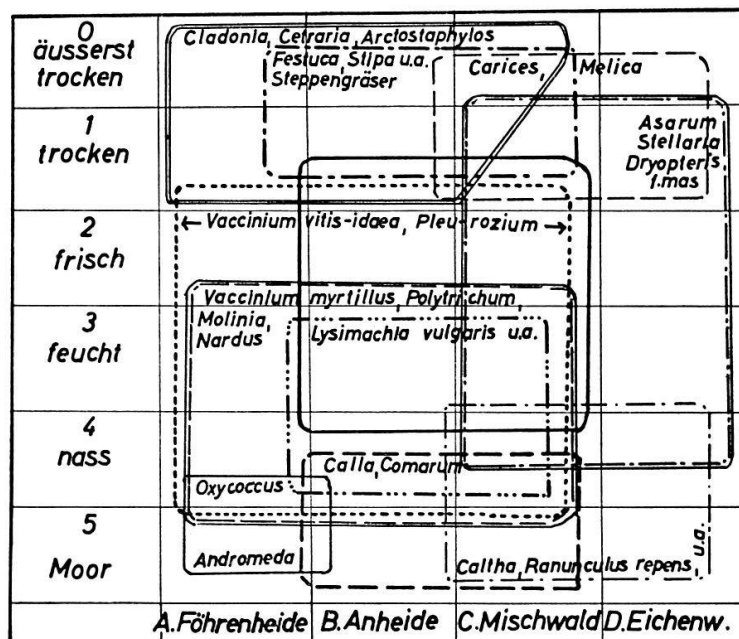 0
äusserst
trocken
Cladonia, Cetraria, Arctostaphylos
Festuca, Stipa u.a.
Steppengräser
Carices, Melica
1
trocken
Asarum
Stellaria
Dryopteris
f.mas
2
frisch
← Vaccinium vitis-idaea, Pleu-rozium →
3
feucht
Vaccinium myrtillus, Polytrichum,
Molinia,
Nardus,
Lysimachia vulgaris u.a.
4
nass
Calla, Comarum
Oxycoccus
5
Moor
Andromeda
Caltha, Ranunculus repens, u.a.
A.Föhrenheide B.Anheide C.Mischwald D.Eichenw.